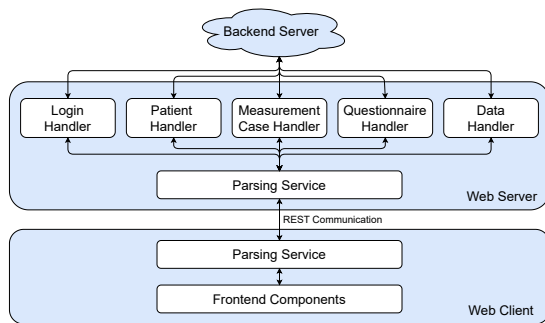 Backend Server
Login
Handler
Patient
Handler
Measurement
Case Handler
Questionnaire
Handler
Data
Handler
Parsing Service
Web Server
REST Communication
Parsing Service
Frontend Components
Web Client